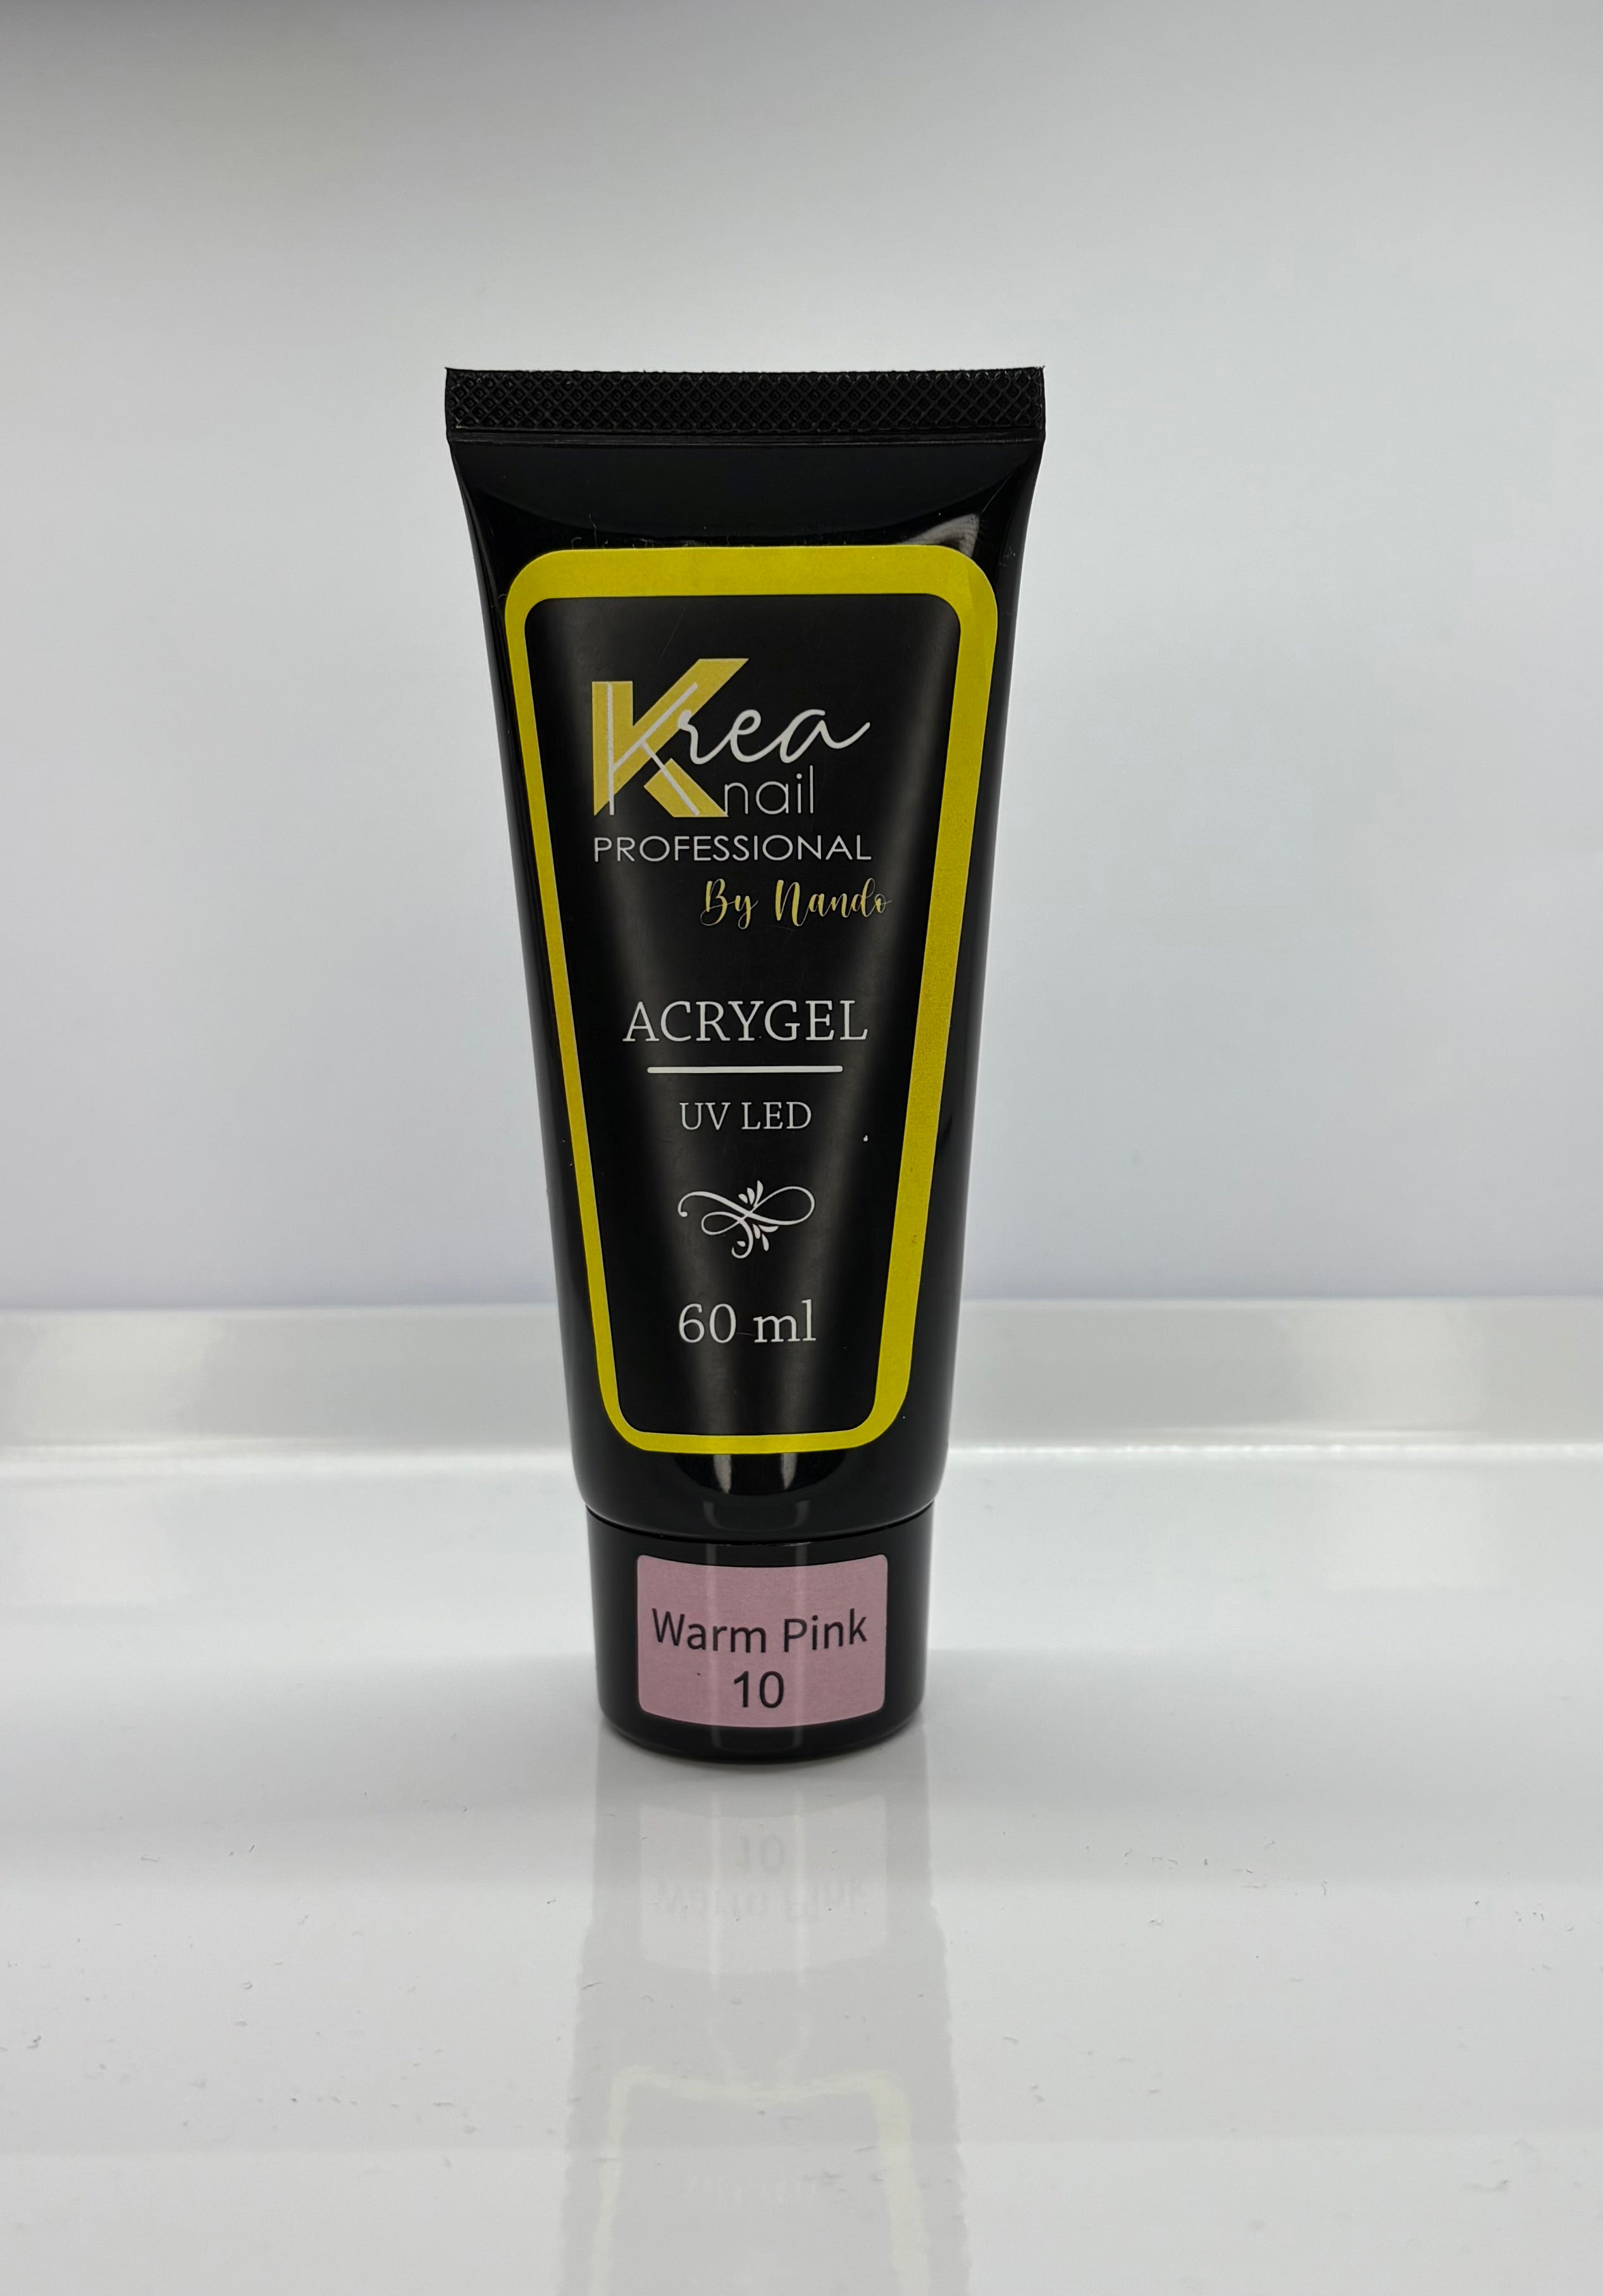 Krea
nail
PROFESSIONAL
By Nando
ACRYGEL
UV LED
60 ml
Warm Pink
10